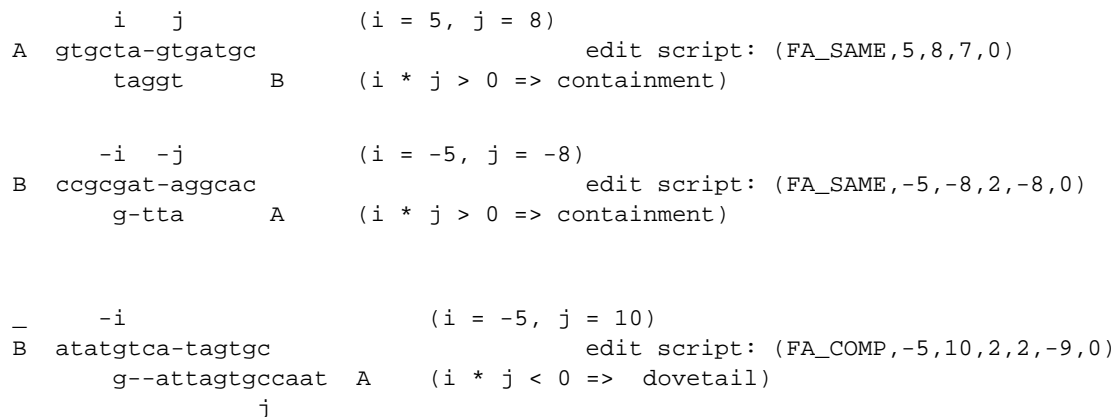 i j (i = 5, j = 8)
A gtgcta-gtgatgc edit script: (FA_SAME,5,8,7,0)
taggt B (i * j > 0 => containment)
-i -j (i = -5, j = -8)
B ccgcgat-aggcac edit script: (FA_SAME,-5,-8,2,-8,0)
g-tta A (i * j > 0 => containment)
_ -i (i = -5, j = 10)
B atatgtca-tagtgc edit script: (FA_COMP,-5,10,2,2,-9,0)
g--attagtgccaat A (i * j < 0 => dovetail)
j